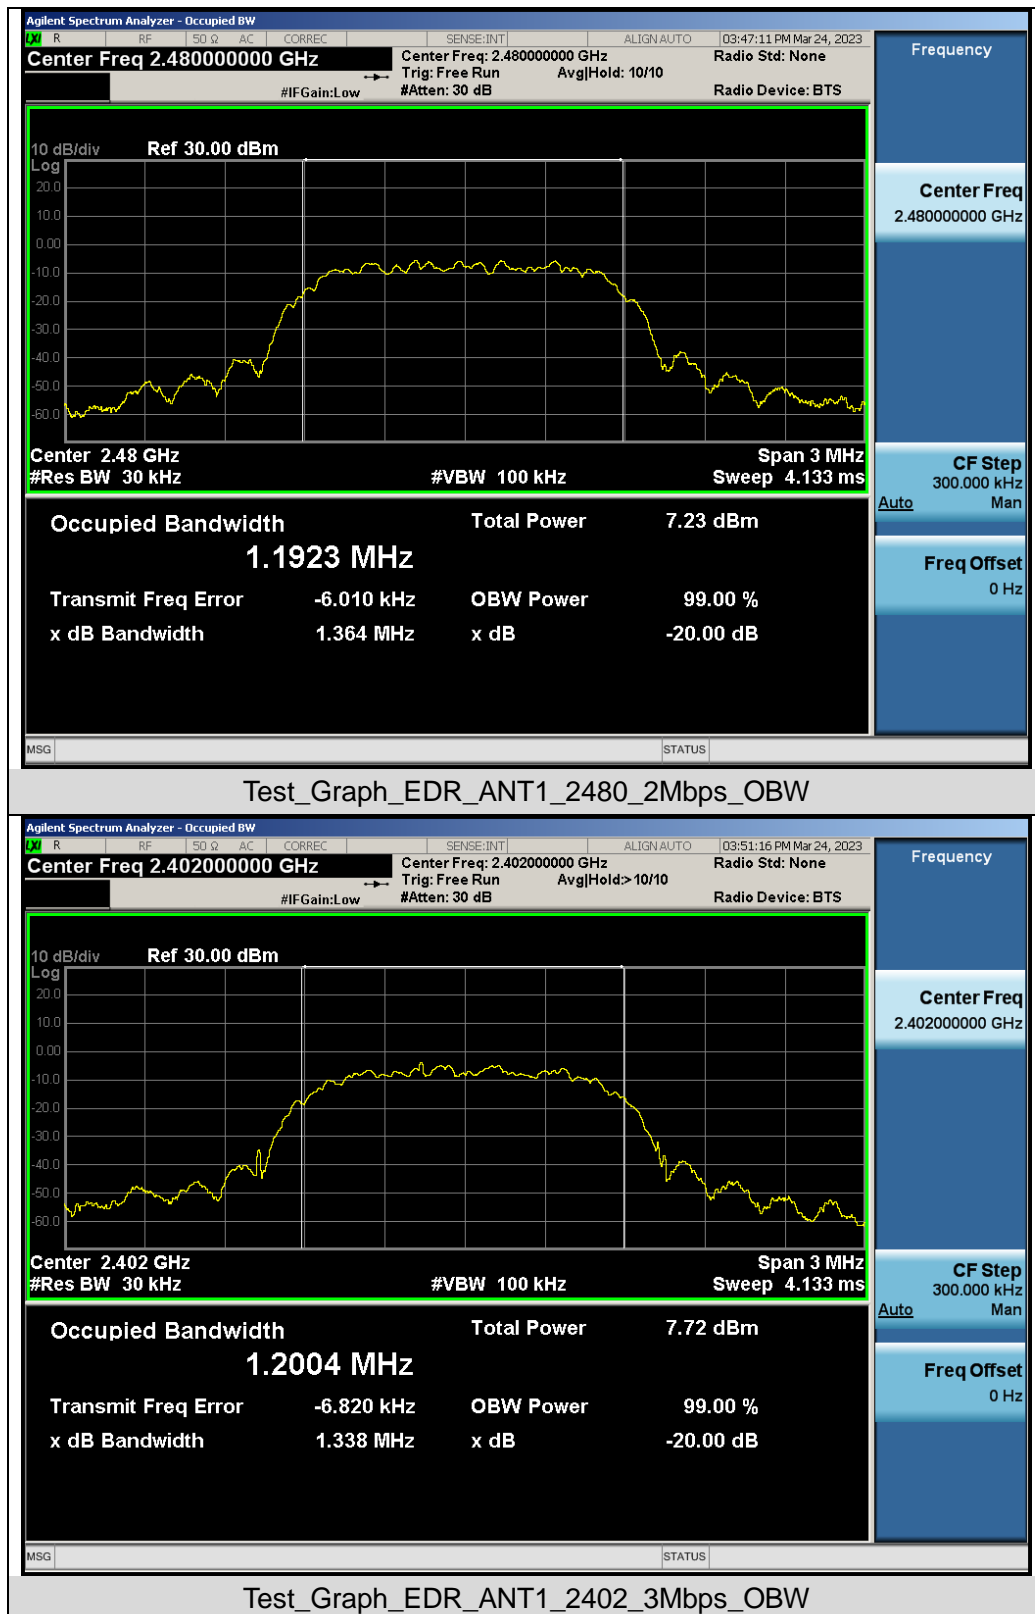 Agilent Spectrum Analyzer - Occupied BW
LXI R RF 50 Ω AC CORREC SENSE:INT ALIGN AUTO 03:47:11 PM Mar 24, 2023
Center Freq 2.480000000 GHz Center Freq: 2.480000000 GHz Radio Std: None
Trig: Free Run Avg|Hold: 10/10
#IFGain:Low #Atten: 30 dB Radio Device: BTS
Frequency
10 dB/div Ref 30.00 dBm
Log
20.0
10.0
0.00
-10.0
-20.0
-30.0
-40.0
-50.0
-60.0
Center 2.48 GHz Span 3 MHz
#Res BW 30 kHz #VBW 100 kHz Sweep 4.133 ms
Center Freq
2.480000000 GHz
CF Step
300.000 kHz
Auto Man
Freq Offset
0 Hz
Occupied Bandwidth Total Power 7.23 dBm
1.1923 MHz
Transmit Freq Error -6.010 kHz OBW Power 99.00 %
x dB Bandwidth 1.364 MHz x dB -20.00 dB
MSG STATUS
Test_Graph_EDR_ANT1_2480_2Mbps_OBW
Agilent Spectrum Analyzer - Occupied BW
LXI R RF 50 Ω AC CORREC SENSE:INT ALIGN AUTO 03:51:16 PM Mar 24, 2023
Center Freq 2.402000000 GHz Center Freq: 2.402000000 GHz Radio Std: None
Trig: Free Run Avg|Hold:>10/10
#IFGain:Low #Atten: 30 dB Radio Device: BTS
Frequency
10 dB/div Ref 30.00 dBm
Log
20.0
10.0
0.00
-10.0
-20.0
-30.0
-40.0
-50.0
-60.0
Center 2.402 GHz Span 3 MHz
#Res BW 30 kHz #VBW 100 kHz Sweep 4.133 ms
Center Freq
2.402000000 GHz
CF Step
300.000 kHz
Auto Man
Freq Offset
0 Hz
Occupied Bandwidth Total Power 7.72 dBm
1.2004 MHz
Transmit Freq Error -6.820 kHz OBW Power 99.00 %
x dB Bandwidth 1.338 MHz x dB -20.00 dB
MSG STATUS
Test_Graph_EDR_ANT1_2402_3Mbps_OBW